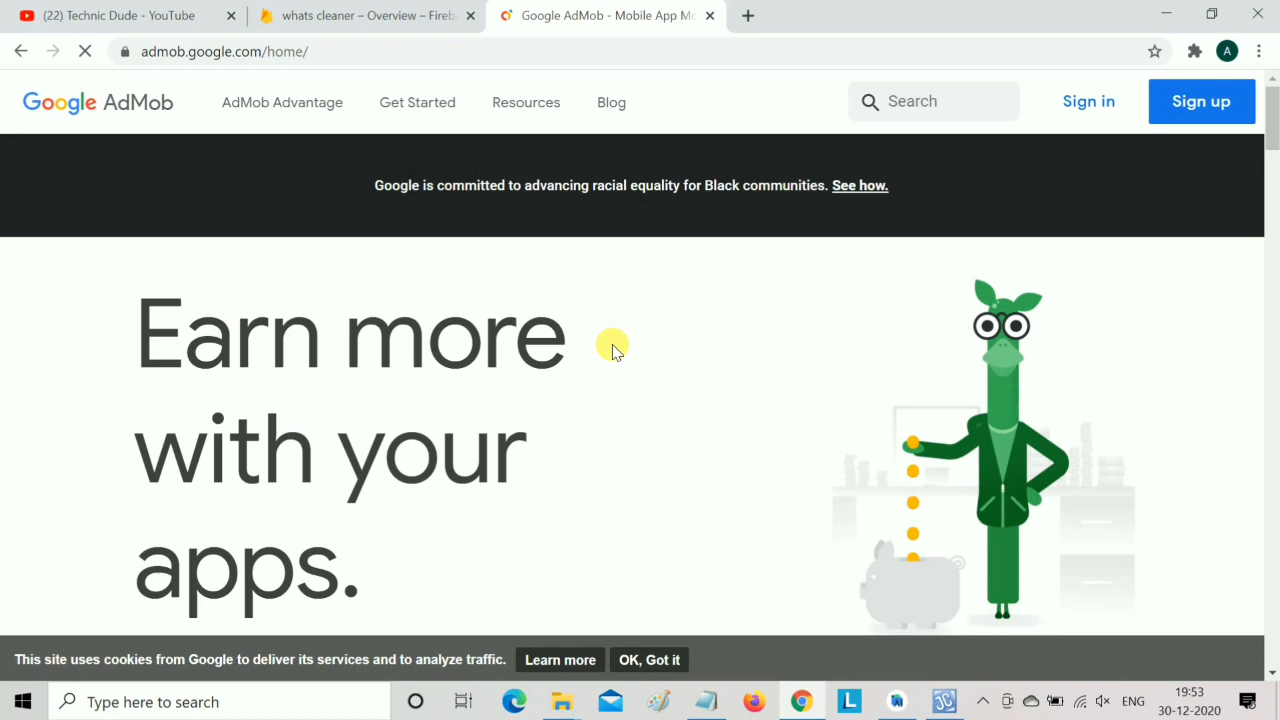 (22) Technic Dude - YouTube
whats cleaner – Overview – Fireb
Google AdMob - Mobile App Mo
admob.google.com/home/
A
Google AdMob
AdMob Advantage
Get Started
Resources
Blog
Search
Sign in
Sign up
Google is committed to advancing racial equality for Black communities. See how.
Earn more
with your
apps.
This site uses cookies from Google to deliver its services and to analyze traffic.
Learn more
OK, Got it
Type here to search
L
JC
ENG
19:53
30-12-2020